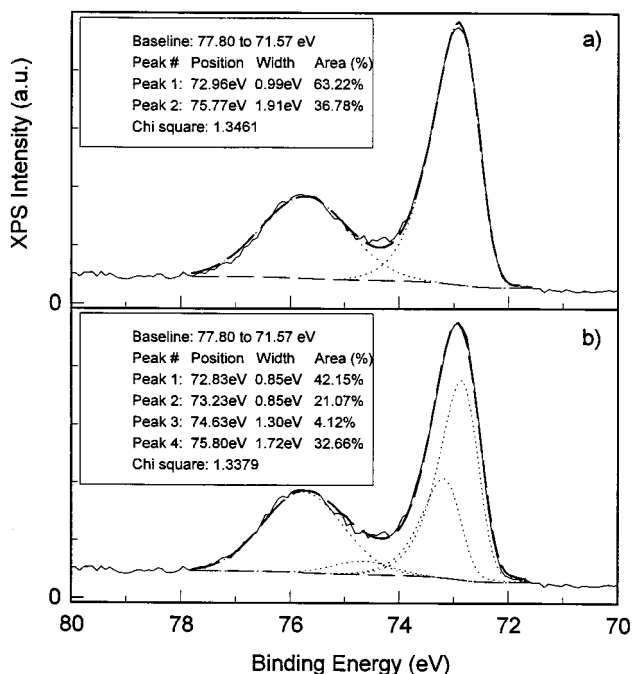 a)
Baseline: 77.80 to 71.57 eV
Peak # Position Width Area (%)
Peak 1: 72.96eV 0.99eV 63.22%
Peak 2: 75.77eV 1.91eV 36.78%
Chi square: 1.3461
XPS Intensity (a.u.)
0
b)
Baseline: 77.80 to 71.57 eV
Peak # Position Width Area (%)
Peak 1: 72.83eV 0.85eV 42.15%
Peak 2: 73.23eV 0.85eV 21.07%
Peak 3: 74.63eV 1.30eV 4.12%
Peak 4: 75.80eV 1.72eV 32.66%
Chi square: 1.3379
0
80 78 76 74 72 70
Binding Energy (eV)